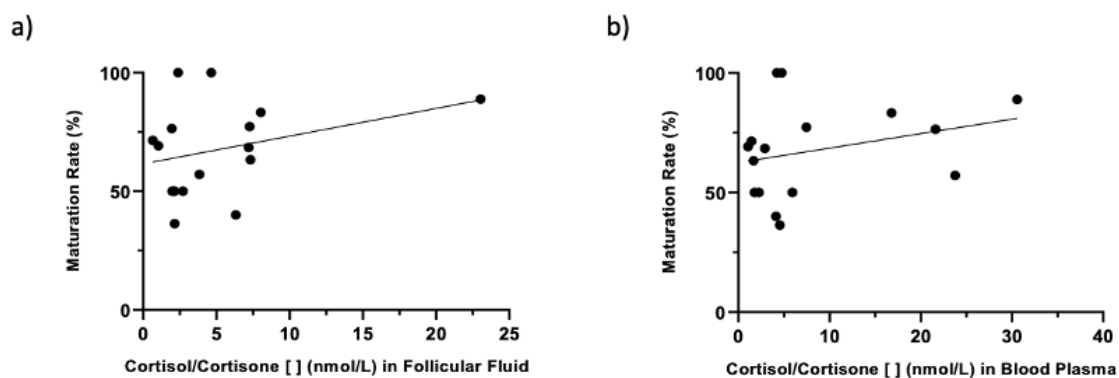 a)
Maturation Rate (%)
100
50
0
0 5 10 15 20 25
Cortisol/Cortisone [ ] (nmol/L) in Follicular Fluid
b)
Maturation Rate (%)
100
50
0
0 10 20 30 40
Cortisol/Cortisone [ ] (nmol/L) in Blood Plasma